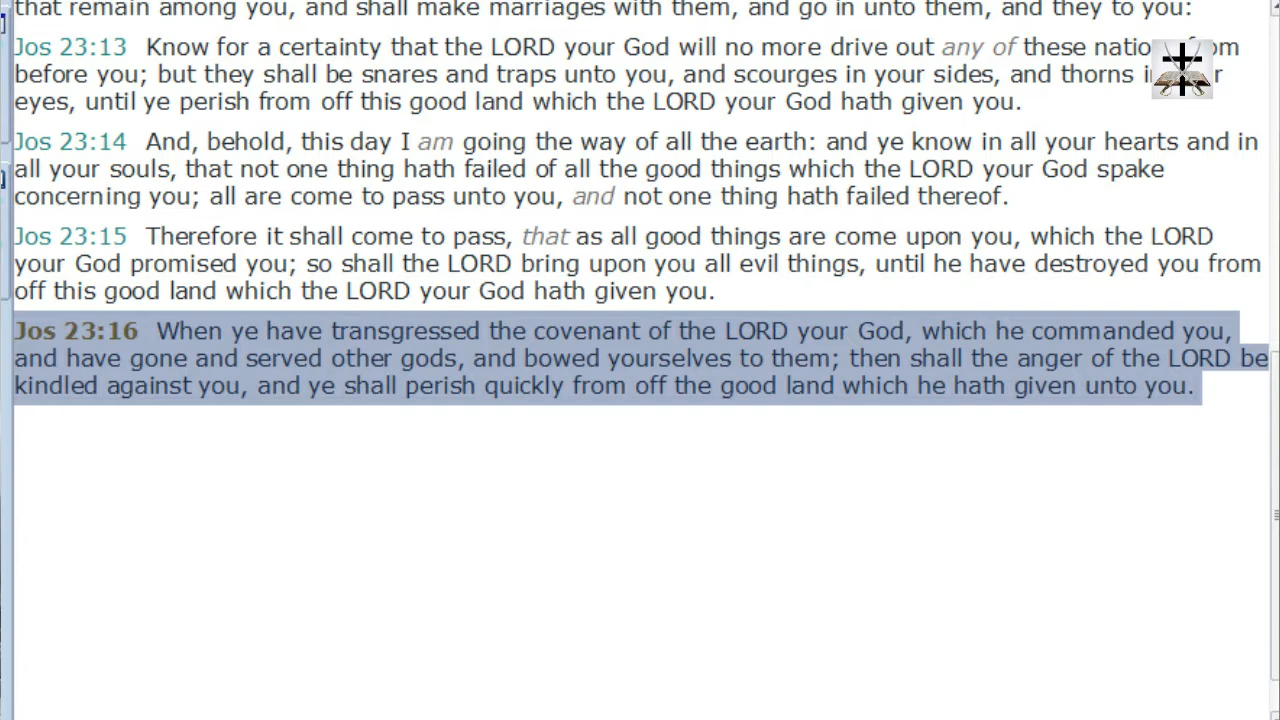 that remain among you, and shall make marriages with them, and go in unto them, and they to you:
Jos 23:13 Know for a certainty that the LORD your God will no more drive out any of these from
before you; but they shall be snares and traps unto you, and scourges in your sides, and thorns
eyes, until ye perish from off this good land which the LORD your God hath given you.
Jos 23:14 And, behold, this day I am going the way of all the earth: and ye know in all your hearts and in
all your souls, that not one thing hath failed of all the good things which the LORD your God spake
concerning you; all are come to pass unto you, and not one thing hath failed thereof.
Jos 23:15 Therefore it shall come to pass, that as all good things are come upon you, which the LORD
your God promised you; so shall the LORD bring upon you all evil things, until he have destroyed you from
off this good land which the LORD your God hath given you.
Jos 23:16 When ye have transgressed the covenant of the LORD your God, which he commanded you,
and have gone and served other gods, and bowed yourselves to them; then shall the anger of the LORD be
kindled against you, and ye shall perish quickly from off the good land which he hath given unto you.